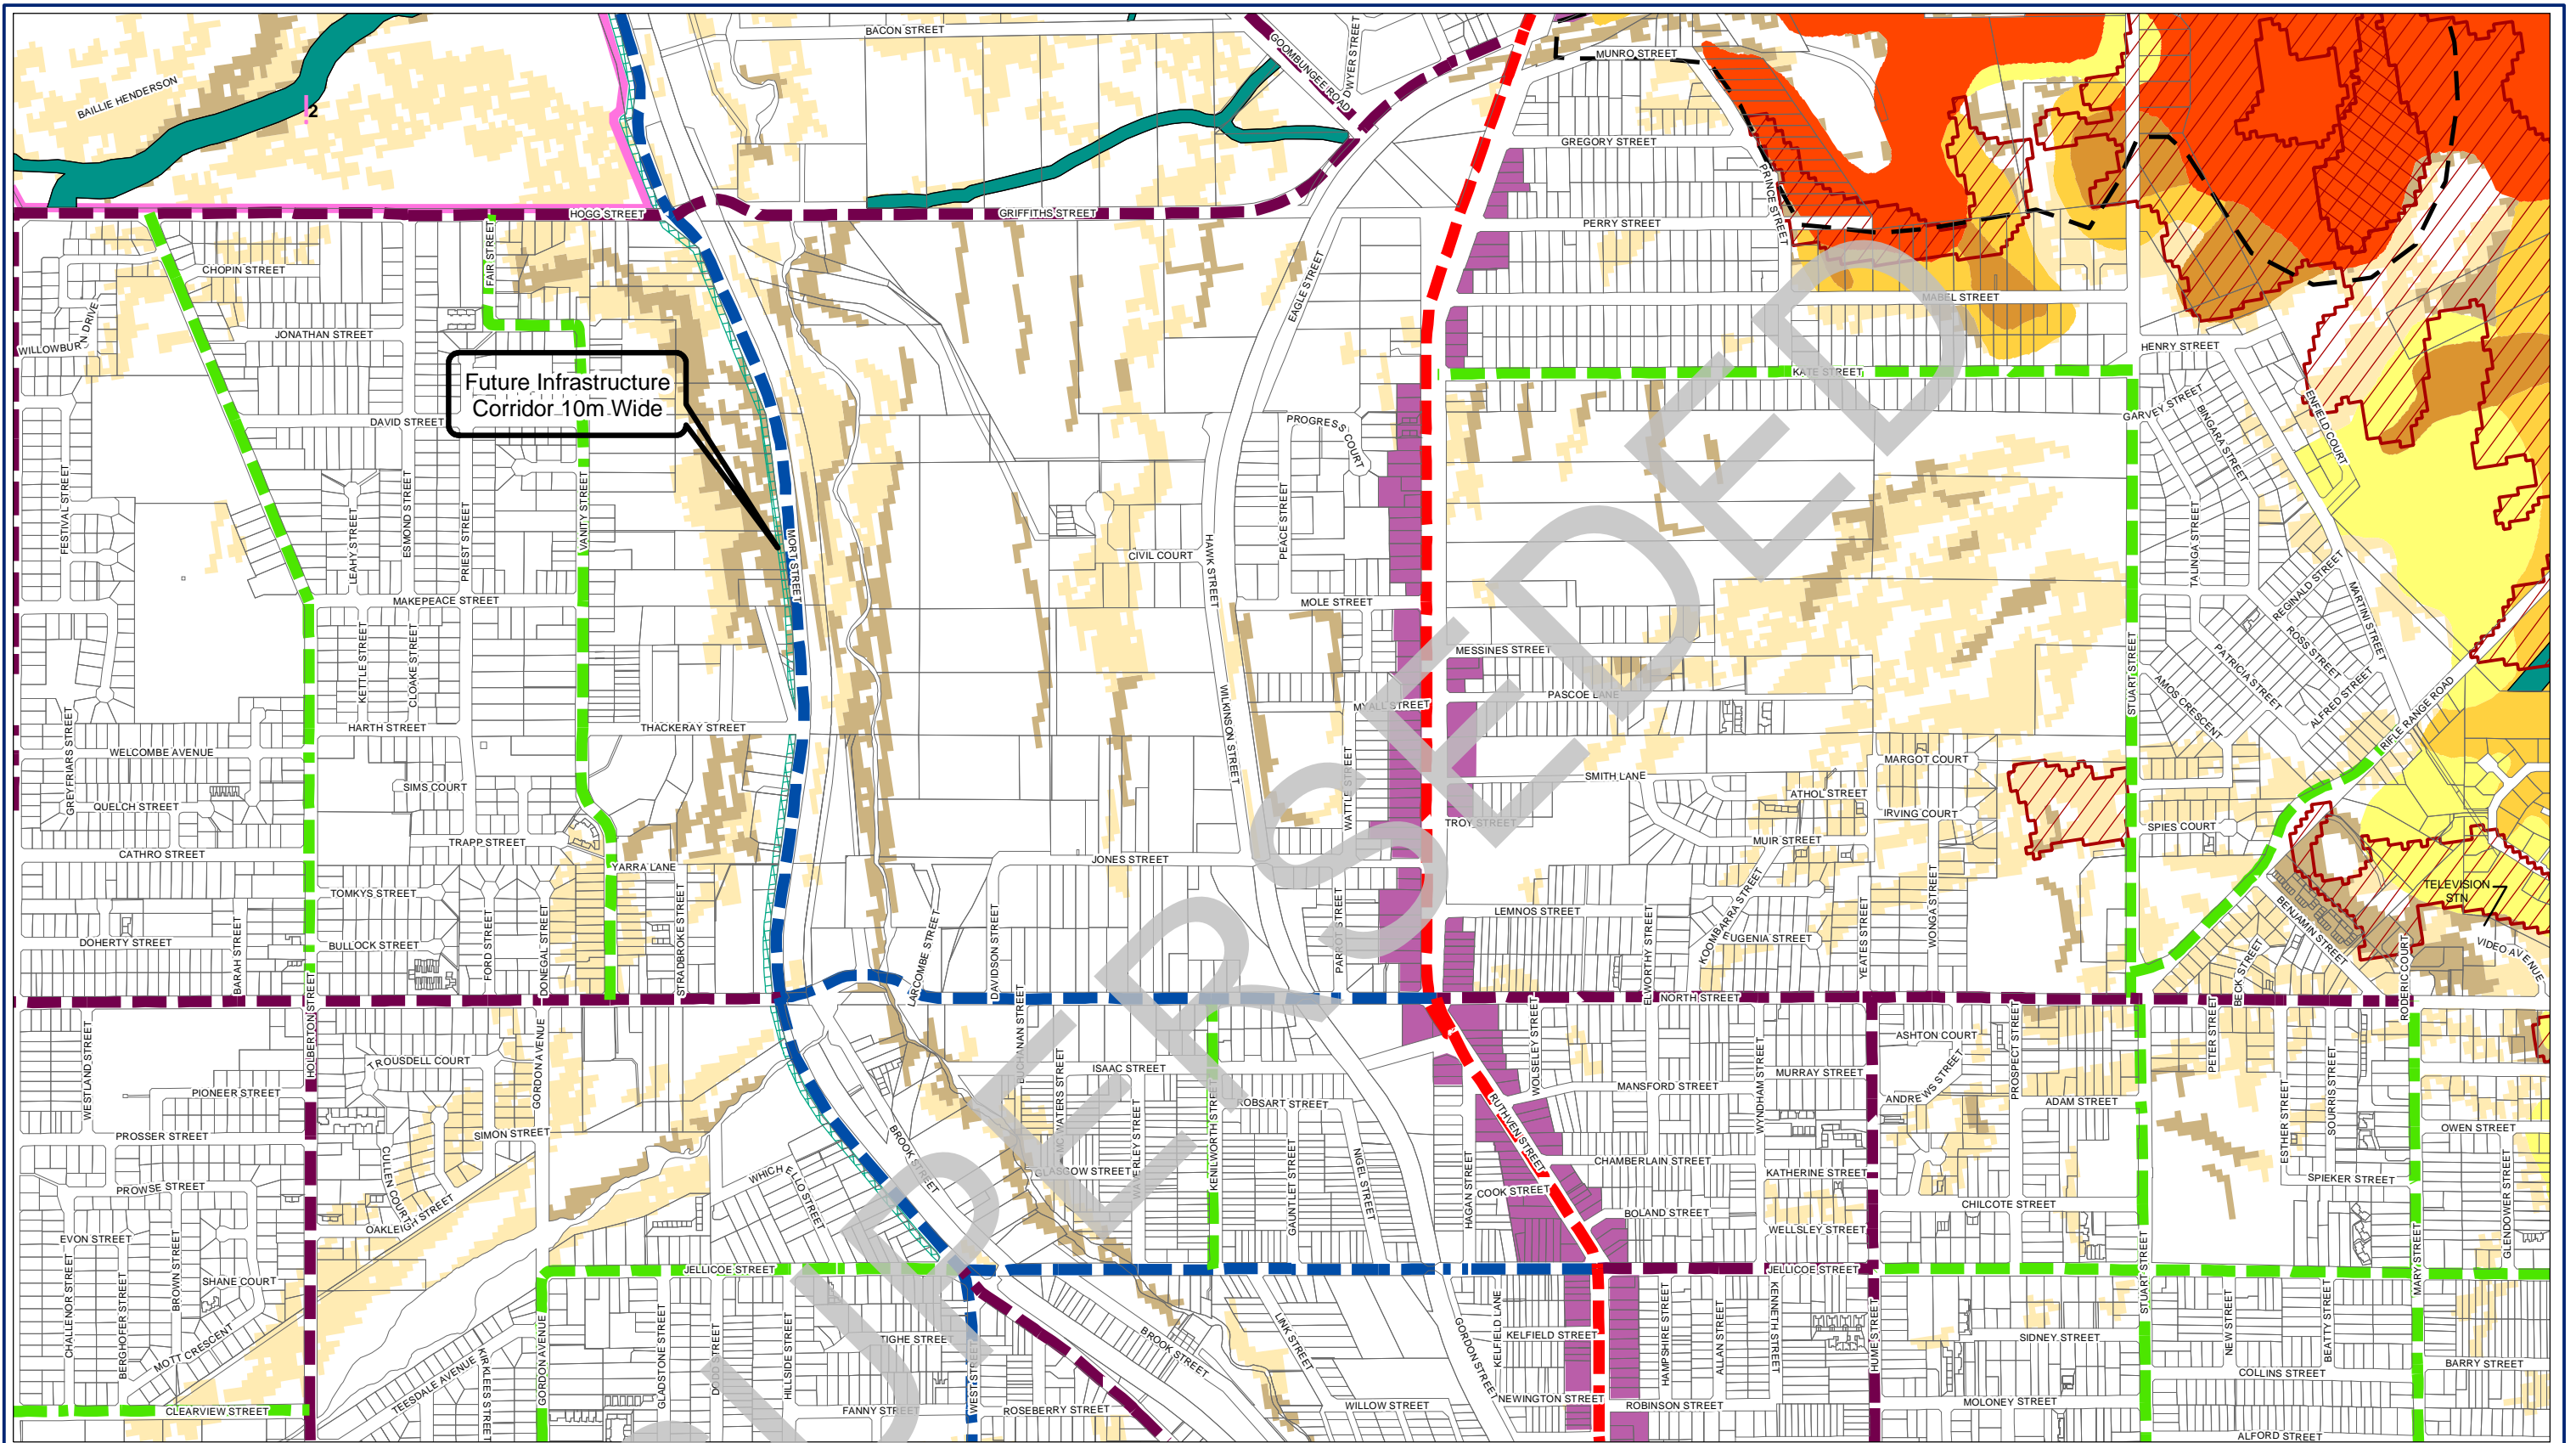 BACON STREET
GOOMBUNGEE ROAD
DWYER STREET
MUNRO STREET
BAILLIE HENDERSON
2
GREGORY STREET
PRINCE STREET
HOGG STREET
GRIFFITHS STREET
PERRY STREET
FAIR STREET
CHOPIN STREET
EAGLE STREET
MABEL STREET
WILLOWBURN DRIVE
JONATHAN STREET
HENRY STREET
Future Infrastructure
Corridor 10m Wide
KATE STREET
DAVID STREET
PROGRESS COURT
GARVEY STREET
BINGARA STREET
ENFIELD COURT
FESTIVAL STREET
LEAHY STREET
ESMOND STREET
PRIEST STREET
VANITY STREET
MORT STREET
CIVIL COURT
HAWK STREET
PEACE STREET
TALINGA STREET
REGINALD STREET
MARTINI STREET
MAKEPEACE STREET
MOLE STREET
KETTLE STREET
CLOAKE STREET
MESSINES STREET
STUART STREET
ROSS STREET
PATRICIA STREET
PASCOE LANE
AMOS CRESCENT
ALFRED STREET
MYALL STREET
RIFLE RANGE ROAD
GREYFRIARS STREET
HARTH STREET
THACKERAY STREET
WILKINSON STREET
WELCOMBE AVENUE
MARGOT COURT
SIMS COURT
WATTLE STREET
SMITH LANE
ATHOL STREET
QUELCH STREET
IRVING COURT
TROY STREET
SPIES COURT
TRAPP STREET
MUIR STREET
CATHRO STREET
JONES STREET
YARRA LANE
TOMKYS STREET
TELEVISION
STN
LEMNOS STREET
KOOMBARRA STREET
WONGA STREET
BENJAMIN STREET
DOHERTY STREET
BARAH STREET
BULLOCK STREET
FORD STREET
DONEGAL STREET
STRADBROKE STREET
LARCOMBE STREET
DAVIDSON STREET
PARROT STREET
ELWORTHY STREET
EUGENIA STREET
YEATES STREET
BECK STREET
RODERIC COURT
VIDEO AVENUE
HOLBERTON STREET
NORTH STREET
WESTLAND STREET
GORDON AVENUE
BUCHANAN STREET
WOLSELEY STREET
ASHTON COURT
PROSPECT STREET
PETER STREET
TROUSDELL COURT
ISAAC STREET
MCWATERS STREET
WYNDHAM STREET
MURRAY STREET
SOURRIS STREET
PIONEER STREET
MANSFORD STREET
ANDREWS STREET
ADAM STREET
ROBSART STREET
KENILWORTH STREET
RUTHVEN STREET
ESTHER STREET
OWEN STREET
PROSSER STREET
SIMON STREET
BROOK STREET
CULLEN COURT
WAVERLEY STREET
GLASGOW STREET
GAUNTLET STREET
NIGEL STREET
HAGAN STREET
CHAMBERLAIN STREET
KATHERINE STREET
SPIEKER STREET
GLENDOWER STREET
PROWSE STREET
WHICHELLO STREET
COOK STREET
CHILCOTE STREET
OAKLEIGH STREET
BOLAND STREET
WELLSLEY STREET
EVON STREET
CHALLENOR STREET
BERGHOFER STREET
BROWN STREET
SHANE COURT
JELLICOE STREET
JELLICOE STREET
STUART STREET
MARY STREET
MOTT CRESCENT
TEESDALE AVENUE
KIRKLEES STREET
GORDON AVENUE
GLADSTONE STREET
DODD STREET
HILLSIDE STREET
TIGHE STREET
WEST STREET
BROOK STREET
LINK STREET
GORDON STREET
KELFIELD LANE
KELFIELD STREET
HAMPSHIRE STREET
ALLAN STREET
KENNETH STREET
HUME STREET
SIDNEY STREET
NEW STREET
BEATTY STREET
COLLINS STREET
BARRY STREET
CLEARVIEW STREET
FANNY STREET
ROSEBERRY STREET
WILLOW STREET
NEWINGTON STREET
ROBINSON STREET
MOLONEY STREET
ALFORD STREET
SUPERSEDED